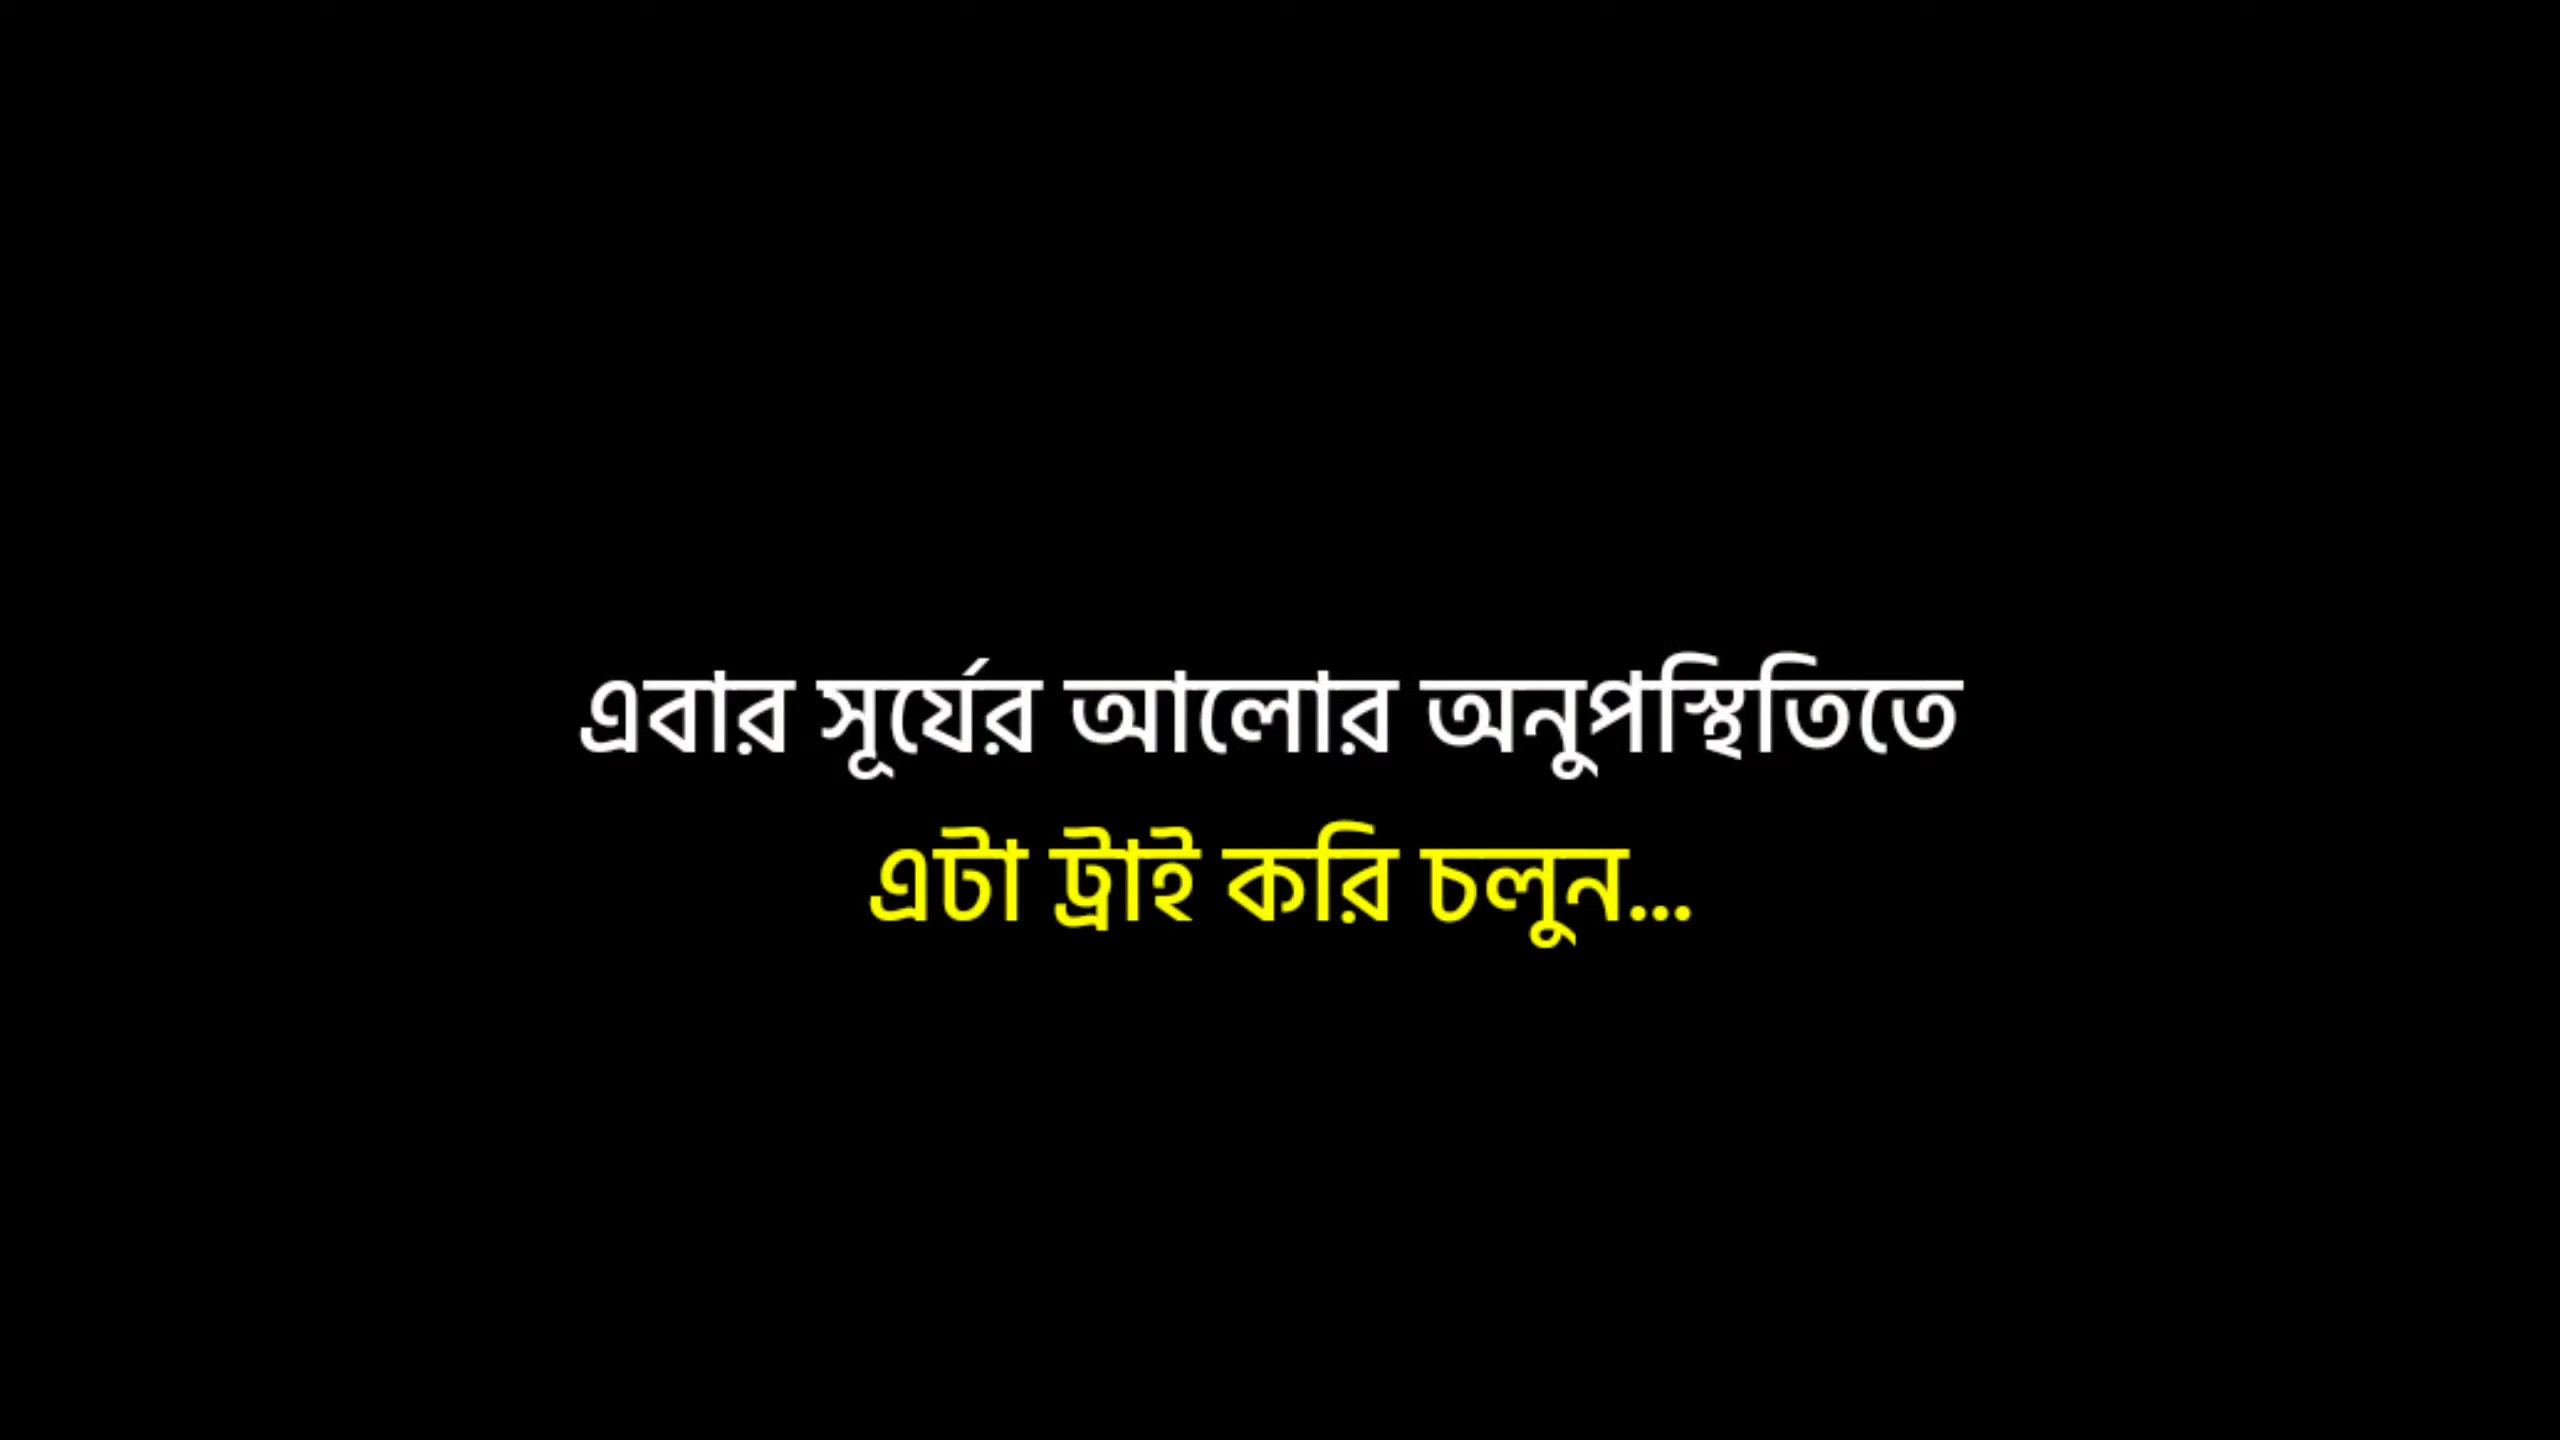 এবার সূর্যের আলোর অনুপস্থিতিতে
এটা ট্রাই করি চলুন...